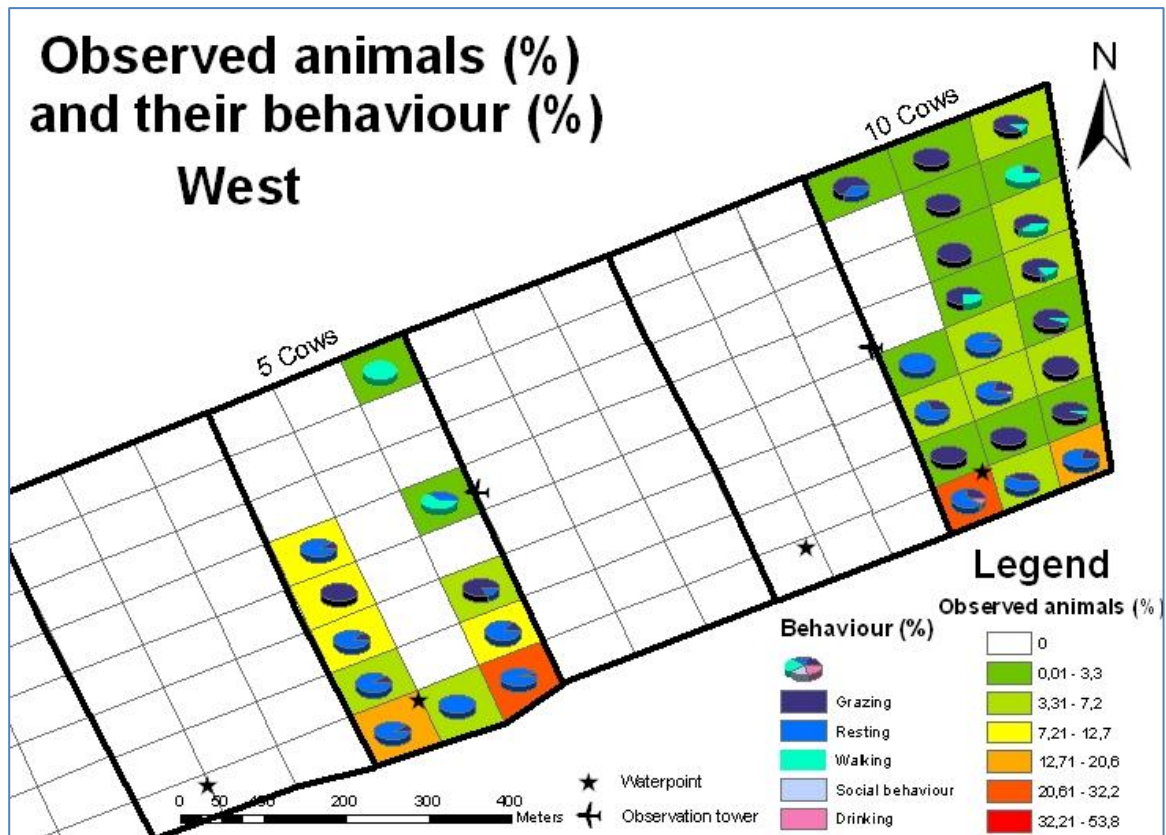 Observed animals (%)
and their behaviour (%)
West
N
10 Cows
5 Cows
Legend
Observed animals (%
Behaviour (%)
0
0,01 - 3,3
Grazing
3,31 - 7,2
Resting
7,21 - 12,7
Walking
12,71 - 20,6
Social behaviour
20,61 - 32,2
Drinking
32,21 - 53,8
Waterpoint
Observation tower
0 50 100 200 300 400
Meters